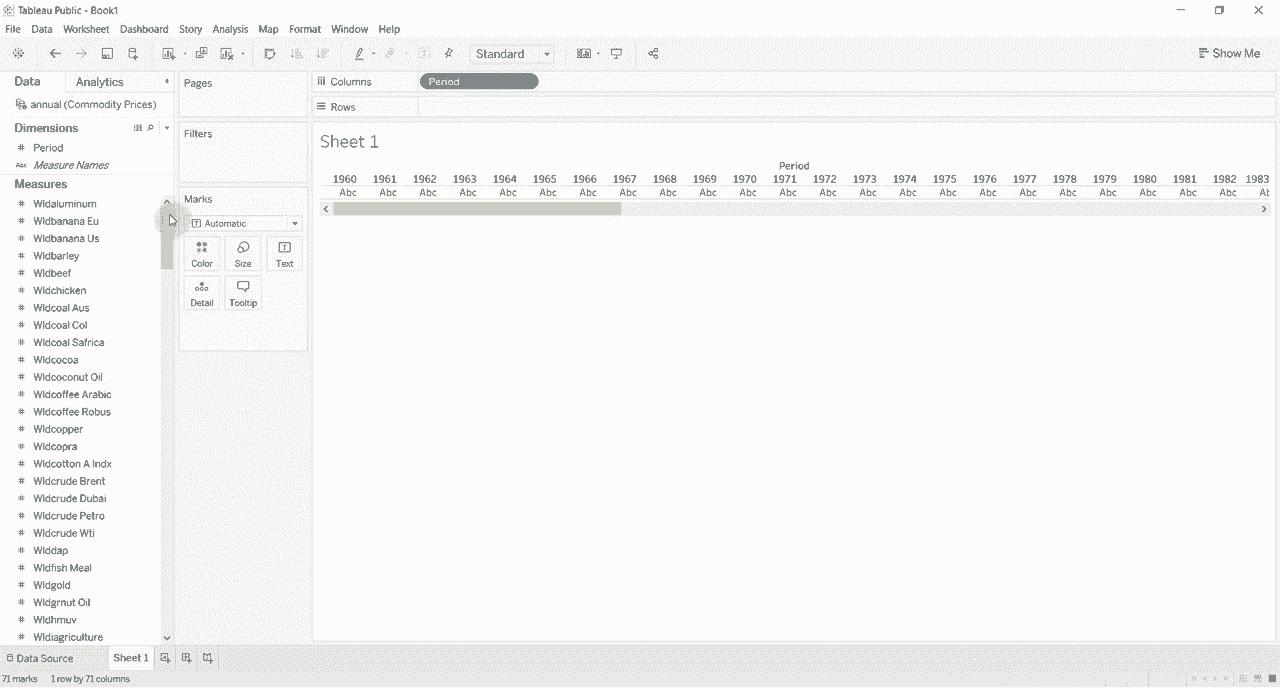 Tableau Public - Book1
File Data Worksheet Dashboard Story Analysis Map Format Window Help
Standard
Show Me
Data Analytics
annual (Commodity Prices)
Dimensions
Period
Abc Measure Names
Measures
Wldaluminum
Wldbanana Eu
Wldbanana Us
Wldbarley
Wldbeef
Wldchicken
Wldcoal Aus
Wldcoal Col
Wldcoal Safrica
Wldcocoa
Wldcoconut Oil
Wldcoffee Arabic
Wldcoffee Robus
Wldcopper
Wldcopra
Wldcotton A Indx
Wldcrude Brent
Wldcrude Dubai
Wldcrude Petro
Wldcrude Wti
Wlddap
Wldfish Meal
Wldgold
Wldgrnut Oil
Wldhmuv
Wldiagriculture
Pages
Filters
Marks
Automatic
Color Size Text
Detail Tooltip
Columns Period
Rows
Sheet 1
Period
1960 1961 1962 1963 1964 1965 1966 1967 1968 1969 1970 1971 1972 1973 1974 1975 1976 1977 1978 1979 1980 1981 1982 1983
Abc Abc Abc Abc Abc Abc Abc Abc Abc Abc Abc Abc Abc Abc Abc Abc Abc Abc Abc Abc Abc Abc Abc At
Data Source Sheet 1
71 marks 1 row by 71 columns